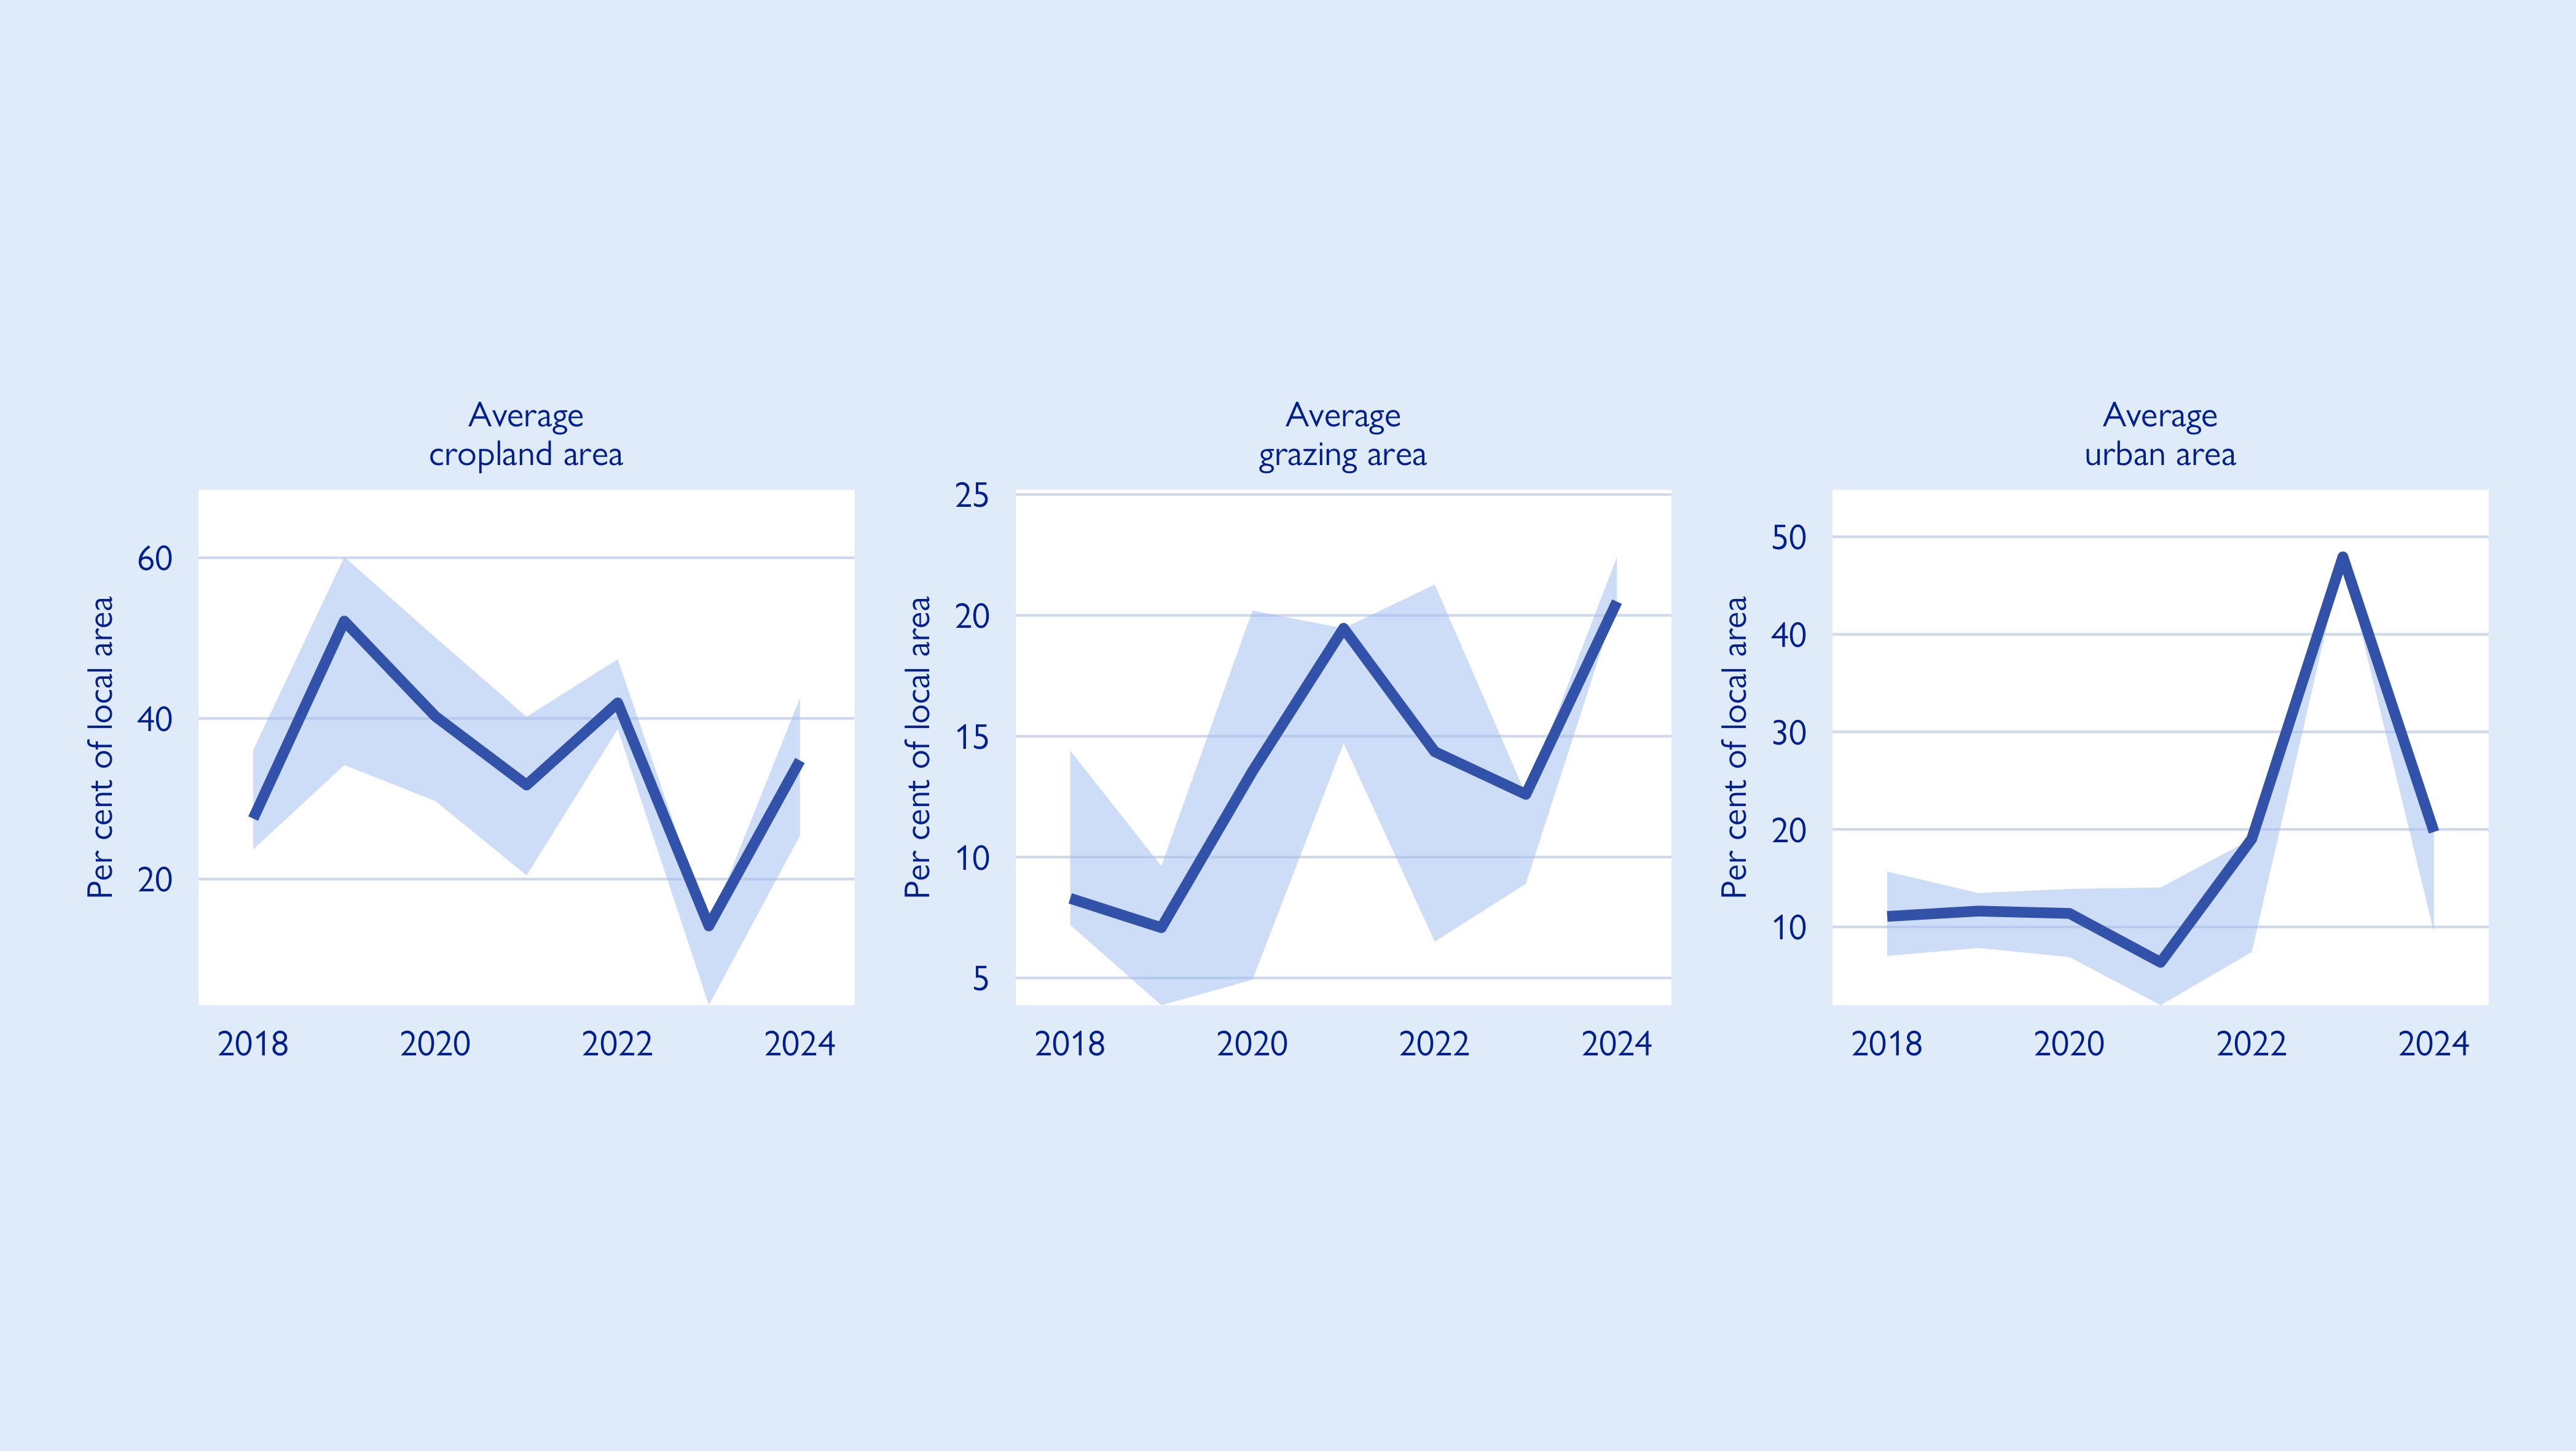 Average
cropland area
Per cent of local area
60
40
20
2018 2020 2022 2024
Average
grazing area
Per cent of local area
25
20
15
10
5
2018 2020 2022 2024
Average
urban area
Per cent of local area
50
40
30
20
10
2018 2020 2022 2024